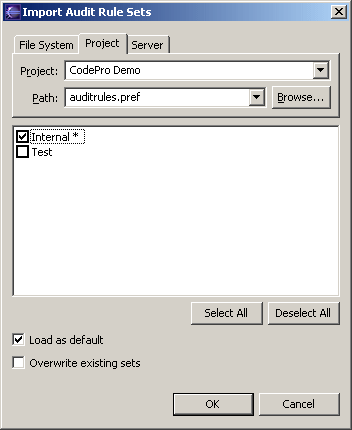 Import Audit Rule Sets
File System Project Server
Project: CodePro Demo
Path: auditrules.pref Browse...
Internal *
Test
Select All Deselect All
Load as default
Overwrite existing sets
OK Cancel